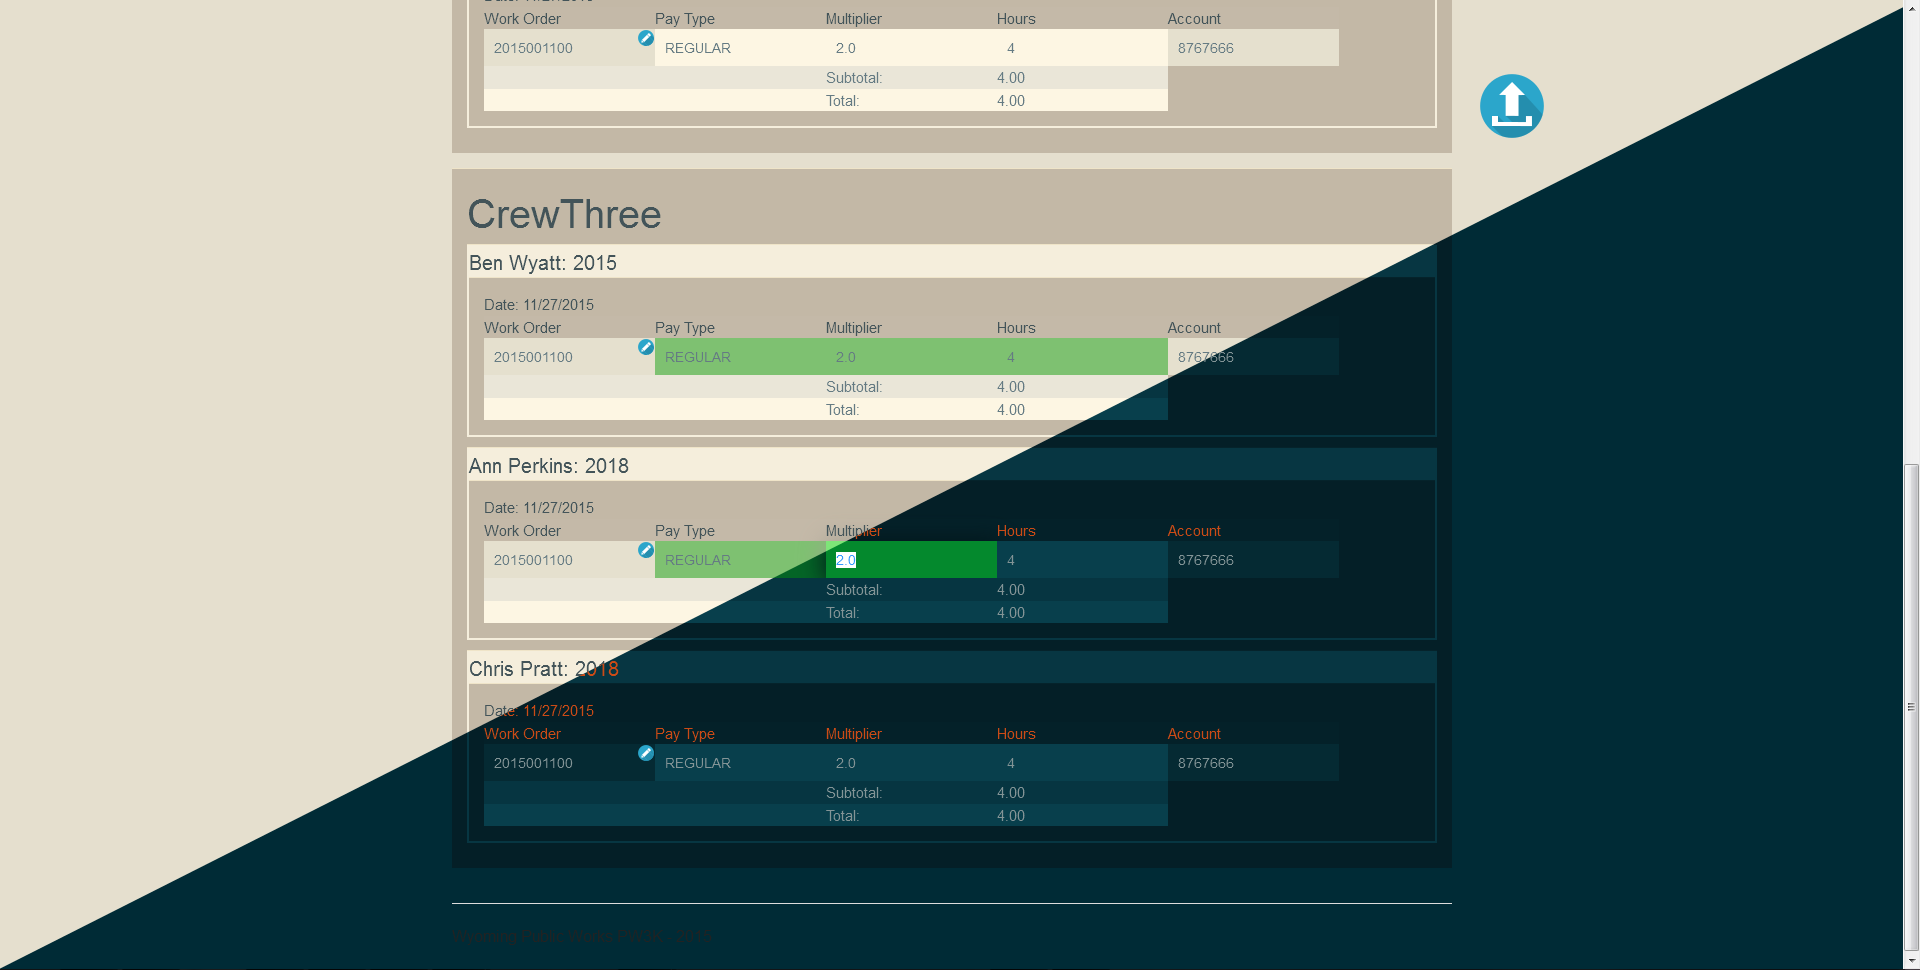 Work Order Pay Type Multiplier Hours Account
2015001100 REGULAR 2.0 4 8767666
Subtotal: 4.00
Total: 4.00
CrewThree
Ben Wyatt: 2015
Date: 11/27/2015
Work Order Pay Type Multiplier Hours Account
2015001100 REGULAR 2.0 4 8767666
Subtotal: 4.00
Total: 4.00
Ann Perkins: 2018
Date: 11/27/2015
Work Order Pay Type Multiplier Hours Account
2015001100 REGULAR 2.0 4 8767666
Subtotal: 4.00
Total: 4.00
Chris Pratt: 2018
Date: 11/27/2015
Work Order Pay Type Multiplier Hours Account
2015001100 REGULAR 2.0 4 8767666
Subtotal: 4.00
Total: 4.00